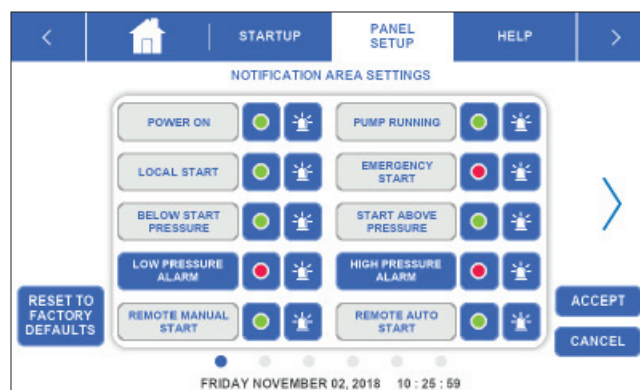 STARTUP
PANEL
SETUP
HELP
NOTIFICATION AREA SETTINGS
POWER ON
PUMP RUNNING
LOCAL START
EMERGENCY
START
BELOW START
PRESSURE
START ABOVE
PRESSURE
LOW PRESSURE
ALARM
HIGH PRESSURE
ALARM
RESET TO
FACTORY
DEFAULTS
REMOTE MANUAL
START
REMOTE AUTO
START
ACCEPT
CANCEL
FRIDAY NOVEMBER 02, 2018 10 : 25 : 59